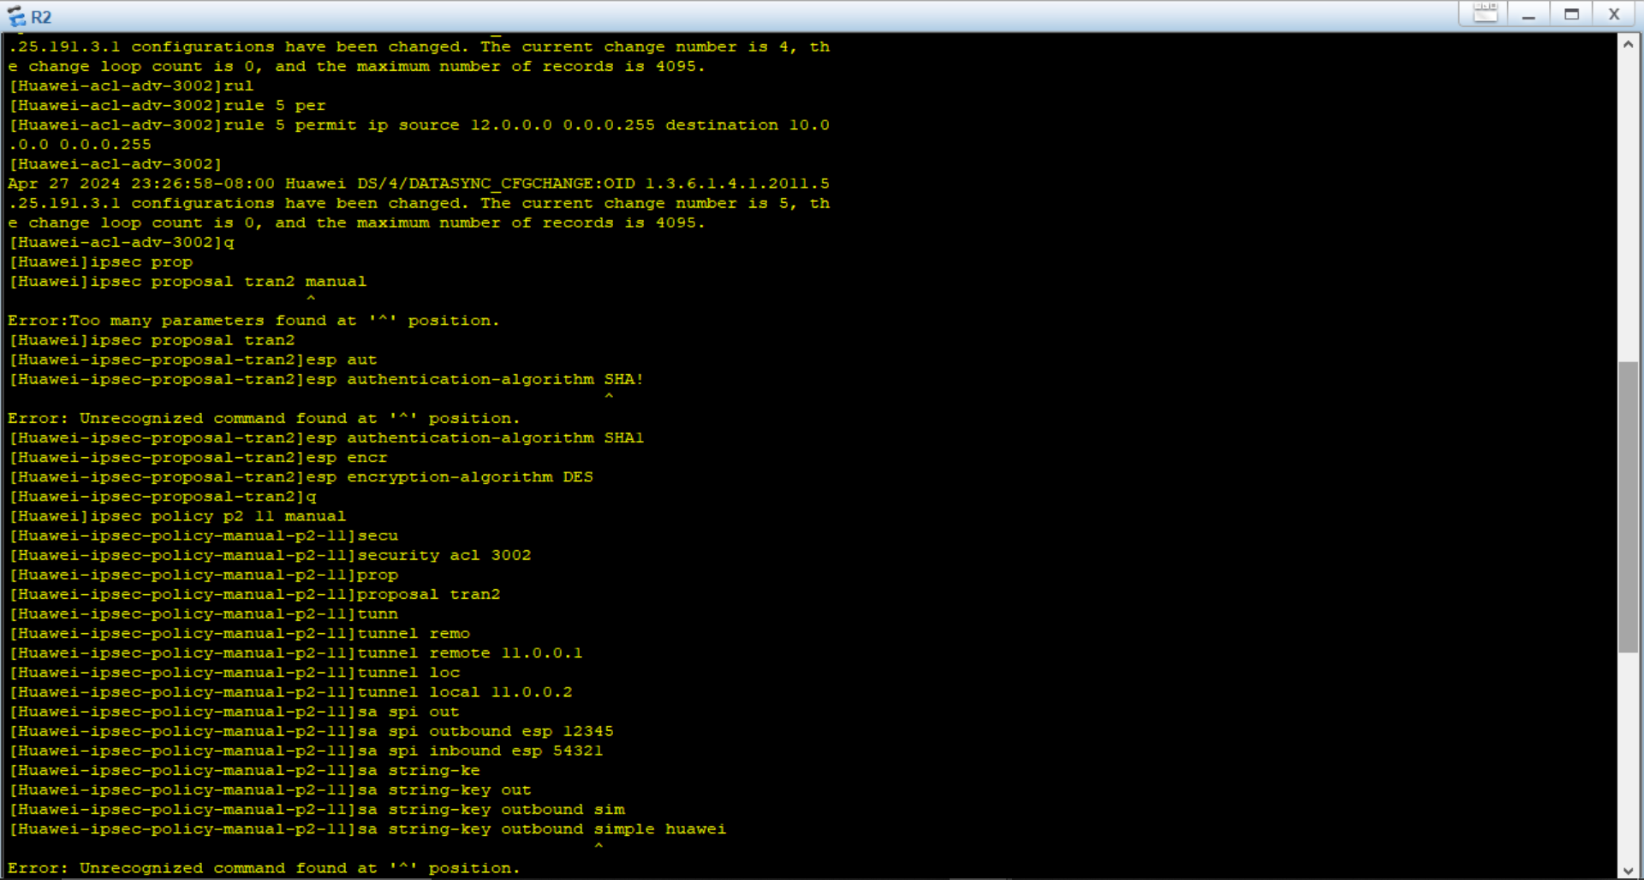 R2
.25.191.3.1 configurations have been changed. The current change number is 4, th
e change loop count is 0, and the maximum number of records is 4095.
[Huawei-acl-adv-3002]rul
[Huawei-acl-adv-3002]rule 5 per
[Huawei-acl-adv-3002]rule 5 permit ip source 12.0.0.0 0.0.0.255 destination 10.0
.0.0 0.0.0.255
[Huawei-acl-adv-3002]
Apr 27 2024 23:26:58-08:00 Huawei DS/4/DATASYNC_CFGCHANGE:OID 1.3.6.1.4.1.2011.5
.25.191.3.1 configurations have been changed. The current change number is 5, th
e change loop count is 0, and the maximum number of records is 4095.
[Huawei-acl-adv-3002]q
[Huawei]ipsec prop
[Huawei]ipsec proposal tran2 manual
^
Error:Too many parameters found at '^' position.
[Huawei]ipsec proposal tran2
[Huawei-ipsec-proposal-tran2]esp aut
[Huawei-ipsec-proposal-tran2]esp authentication-algorithm SHA!
^
Error: Unrecognized command found at '^' position.
[Huawei-ipsec-proposal-tran2]esp authentication-algorithm SHA1
[Huawei-ipsec-proposal-tran2]esp encr
[Huawei-ipsec-proposal-tran2]esp encryption-algorithm DES
[Huawei-ipsec-proposal-tran2]q
[Huawei]ipsec policy p2 11 manual
[Huawei-ipsec-policy-manual-p2-11]secu
[Huawei-ipsec-policy-manual-p2-11]security acl 3002
[Huawei-ipsec-policy-manual-p2-11]prop
[Huawei-ipsec-policy-manual-p2-11]proposal tran2
[Huawei-ipsec-policy-manual-p2-11]tunn
[Huawei-ipsec-policy-manual-p2-11]tunnel remo
[Huawei-ipsec-policy-manual-p2-11]tunnel remote 11.0.0.1
[Huawei-ipsec-policy-manual-p2-11]tunnel loc
[Huawei-ipsec-policy-manual-p2-11]tunnel local 11.0.0.2
[Huawei-ipsec-policy-manual-p2-11]sa spi out
[Huawei-ipsec-policy-manual-p2-11]sa spi outbound esp 12345
[Huawei-ipsec-policy-manual-p2-11]sa spi inbound esp 54321
[Huawei-ipsec-policy-manual-p2-11]sa string-ke
[Huawei-ipsec-policy-manual-p2-11]sa string-key out
[Huawei-ipsec-policy-manual-p2-11]sa string-key outbound sim
[Huawei-ipsec-policy-manual-p2-11]sa string-key outbound simple huawei
^
Error: Unrecognized command found at '^' position.